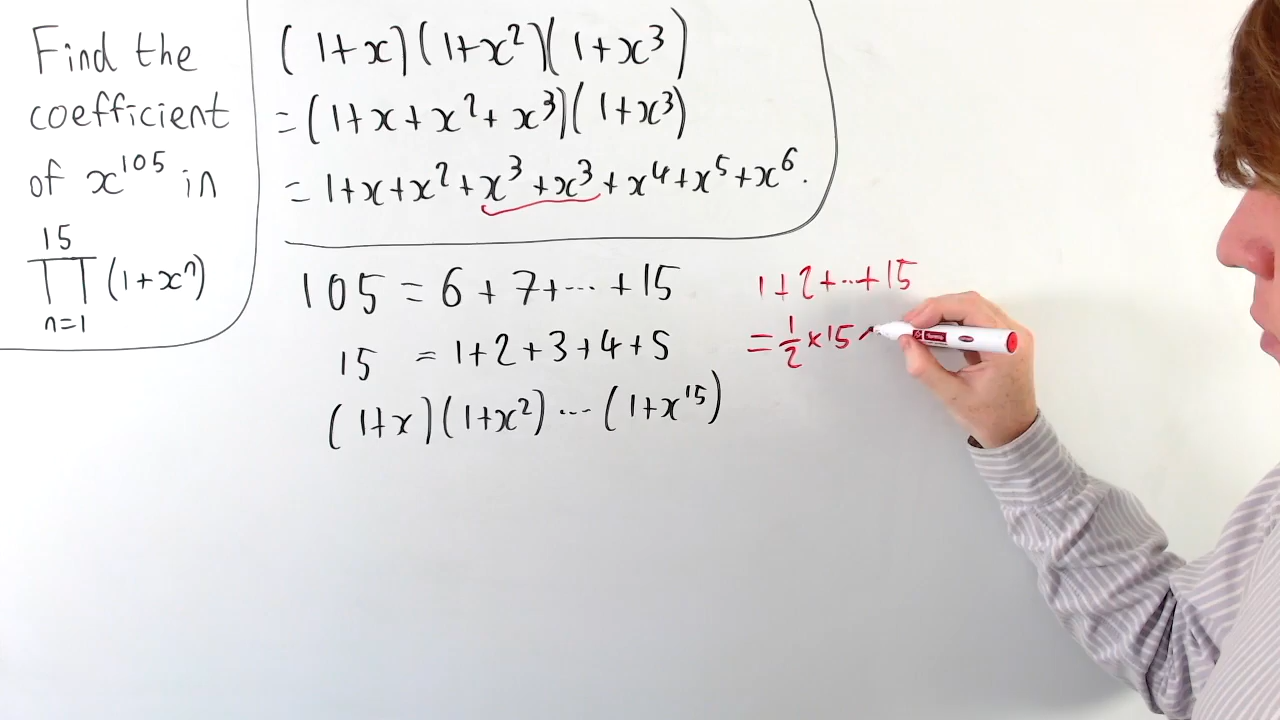 Find the
coefficient
of x^105 in
15
∏ (1+x^n)
n=1
(1+x)(1+x^2)(1+x^3)
=(1+x+x^2+x^3)(1+x^3)
=1+x+x^2+x^3+x^3+x^4+x^5+x^6.
105 = 6+7+...+15
15 = 1+2+3+4+5
(1+x)(1+x^2)...(1+x^15)
1+2+...+15
=1/2×15